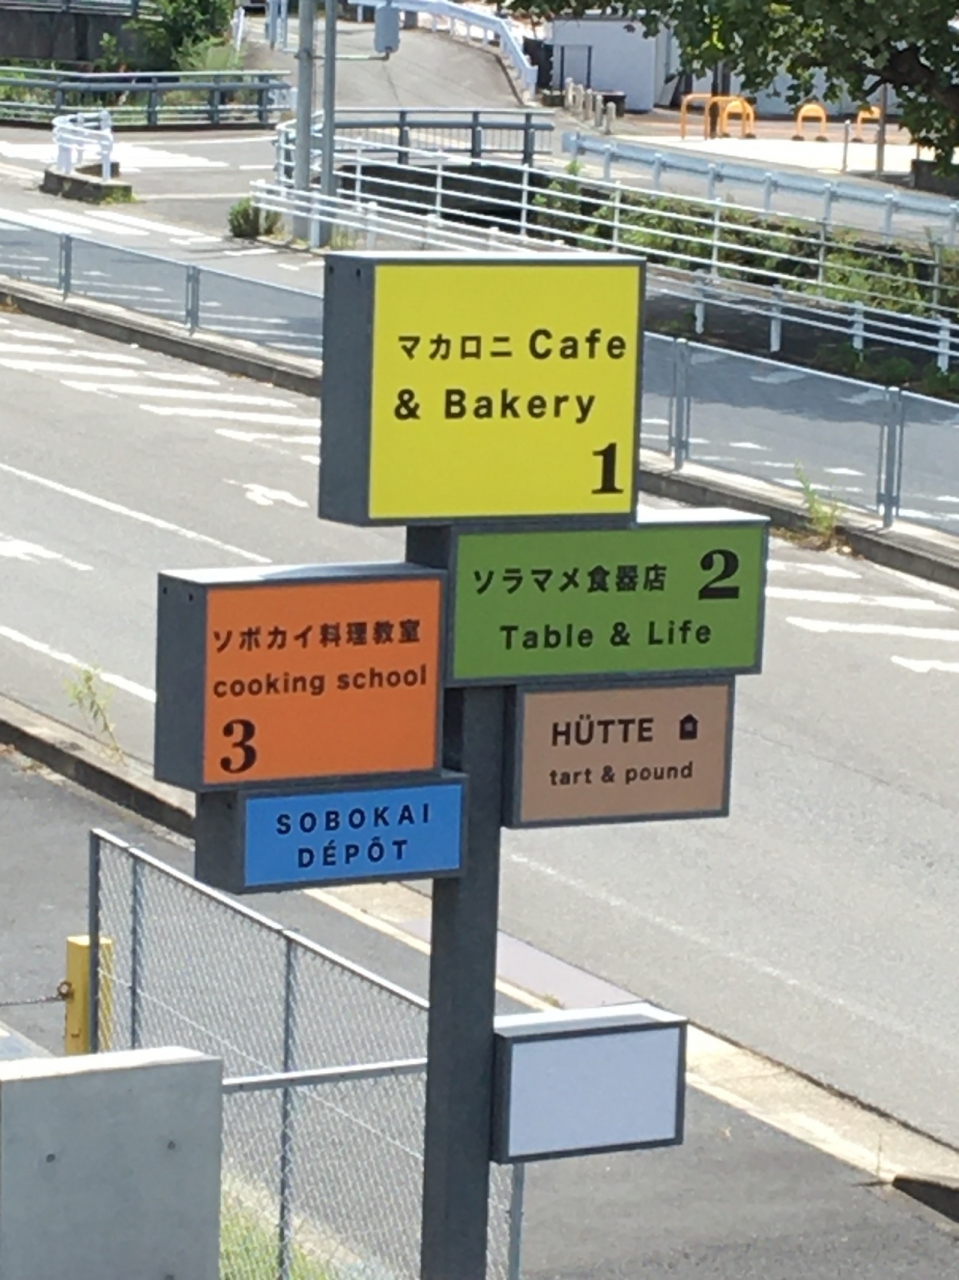 マカロニ Cafe
& Bakery
1
ソラマメ食器店 2
Table & Life
ソボカイ料理教室
cooking school
3
HÜTTE
tart & pound
SOBOKAI
DÉPÔT